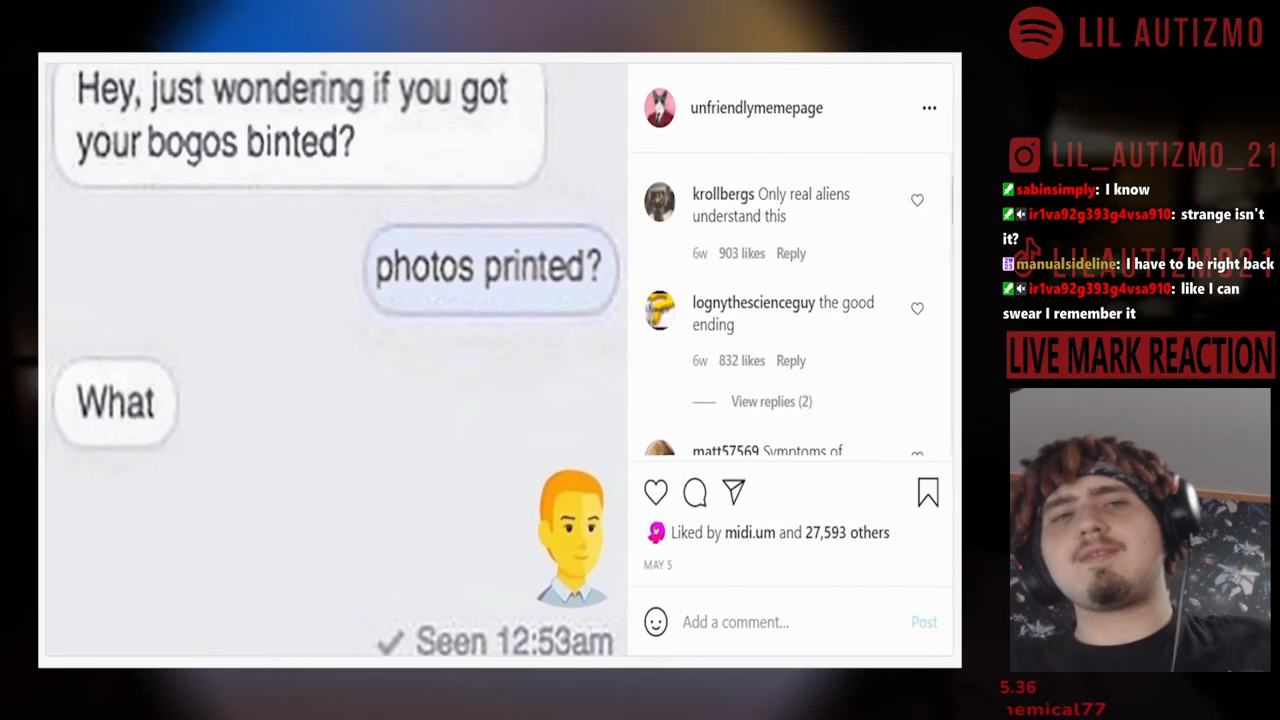 Hey, just wondering if you got
your bogos binted?
photos printed?
What
Seen 12:53am
unfriendlymemepage
krollbergs Only real aliens
understand this
6w 903 likes Reply
lognythescienceguy the good
ending
6w 832 likes Reply
View replies (2)
matt57569 Symptoms of
Liked by midi.um and 27,593 others
MAY 5
Add a comment...
Post
LIL AUTIZMO
LIL_AUTIZMO_21
sabinsimply: I know
ir1va92g393g4vsa910: strange isn't
it?
LILAUTIZMO21
manualsideline: I have to be right back
ir1va92g393g4vsa910: like I can
swear I remember it
LIVE MARK REACTION
5.36
hemical77